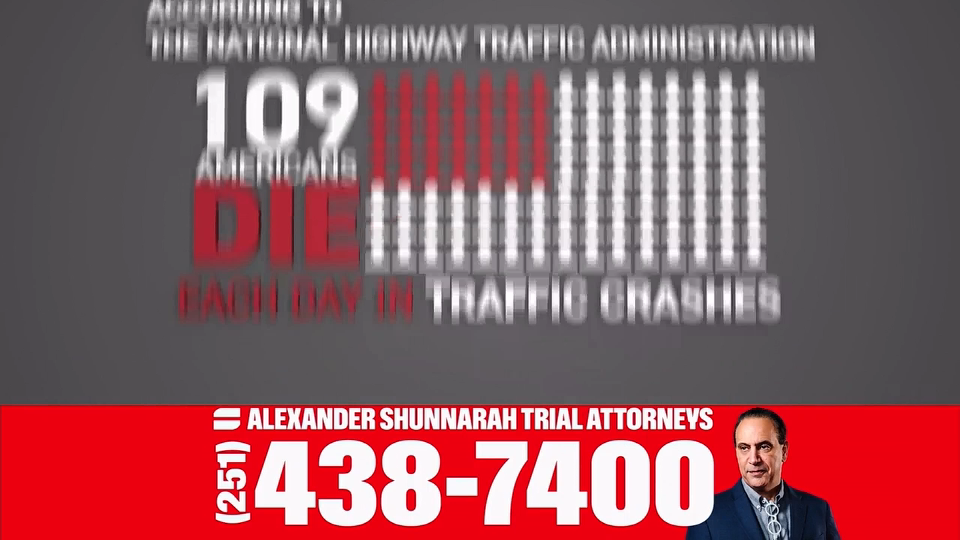 ACCORDING TO
THE NATIONAL HIGHWAY TRAFFIC ADMINISTRATION
109
AMERICANS
DIE
EACH DAY IN TRAFFIC CRASHES
ALEXANDER SHUNNARAH TRIAL ATTORNEYS
(251) 438-7400